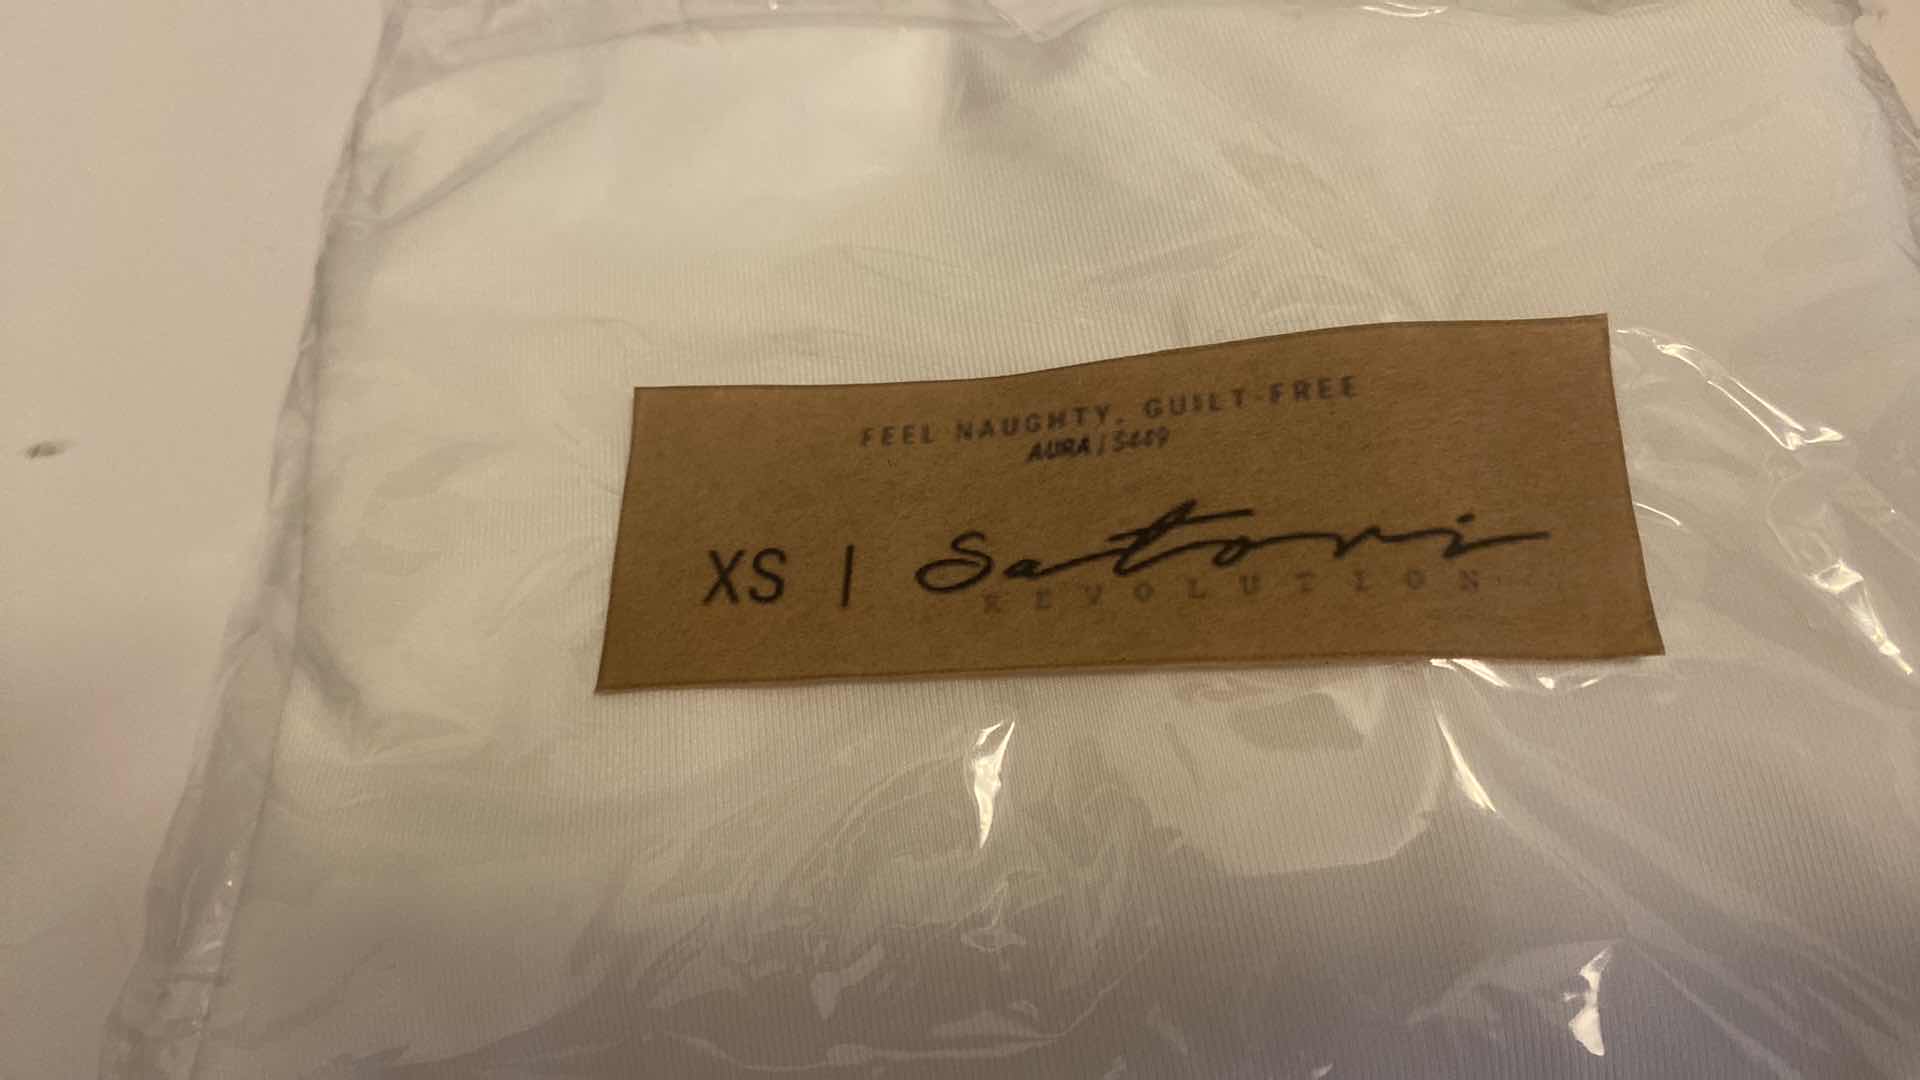 FEEL NAUGHTY, GUILT-FREE
AURA / S449
XS | Satori
REVOLUTION